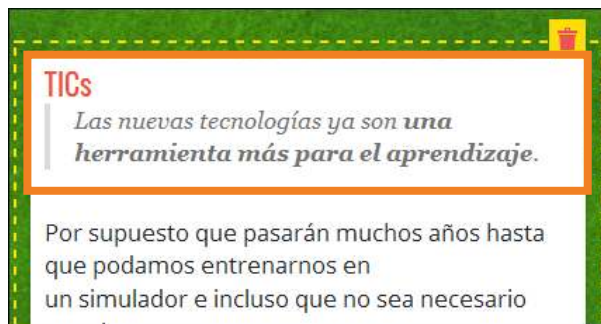 TICs
Las nuevas tecnologías ya son una
herramienta más para el aprendizaje.
Por supuesto que pasarán muchos años hasta
que podamos entrenarnos en
un simulador e incluso que no sea necesario